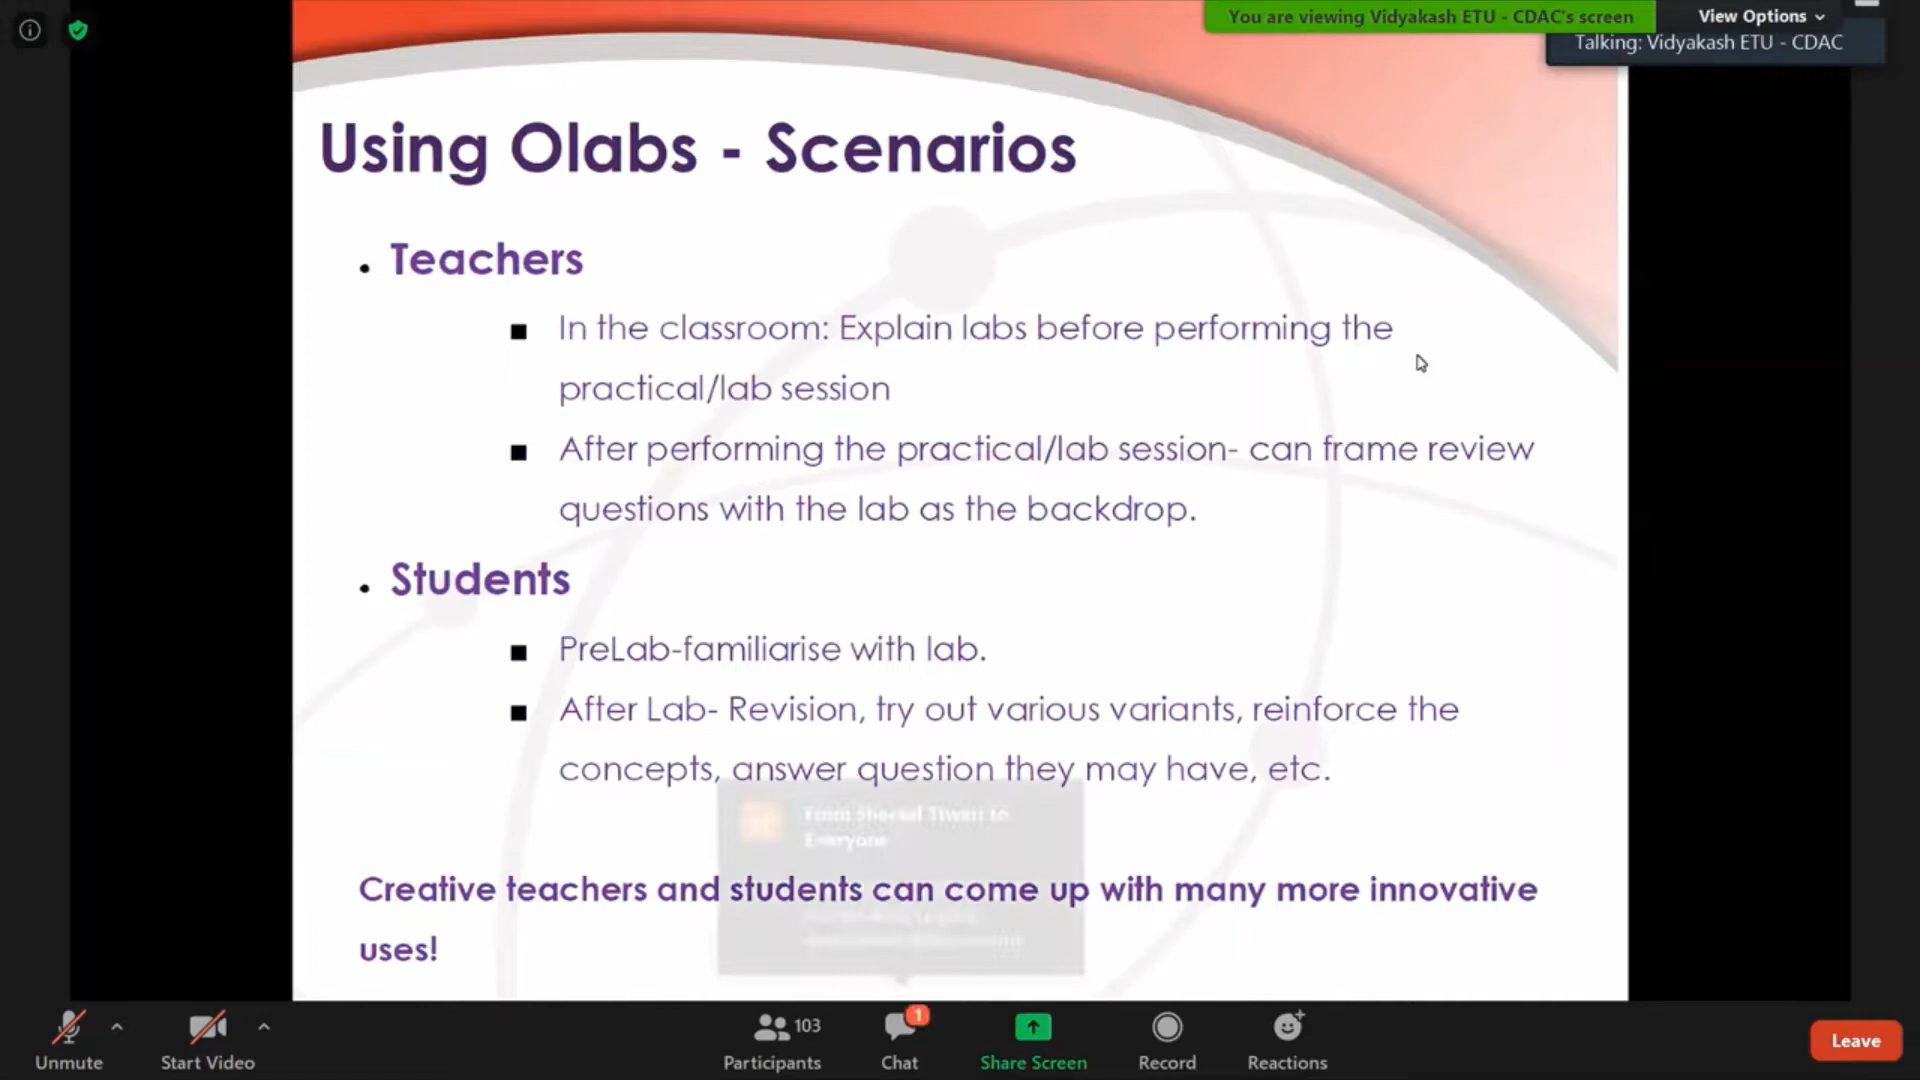 You are viewing Vidyakash ETU - CDAC's screen
View Options
Talking: Vidyakash ETU - CDAC
Using Olabs - Scenarios
Teachers
In the classroom: Explain labs before performing the
practical/lab session
After performing the practical/lab session- can frame review
questions with the lab as the backdrop.
Students
PreLab-familiarise with lab.
After Lab- Revision, try out various variants, reinforce the
concepts, answer question they may have, etc.
Everyone
Creative teachers and students can come up with many more innovative
uses!
103
1
Unmute
Start Video
Participants
Chat
Share Screen
Record
Reactions
Leave